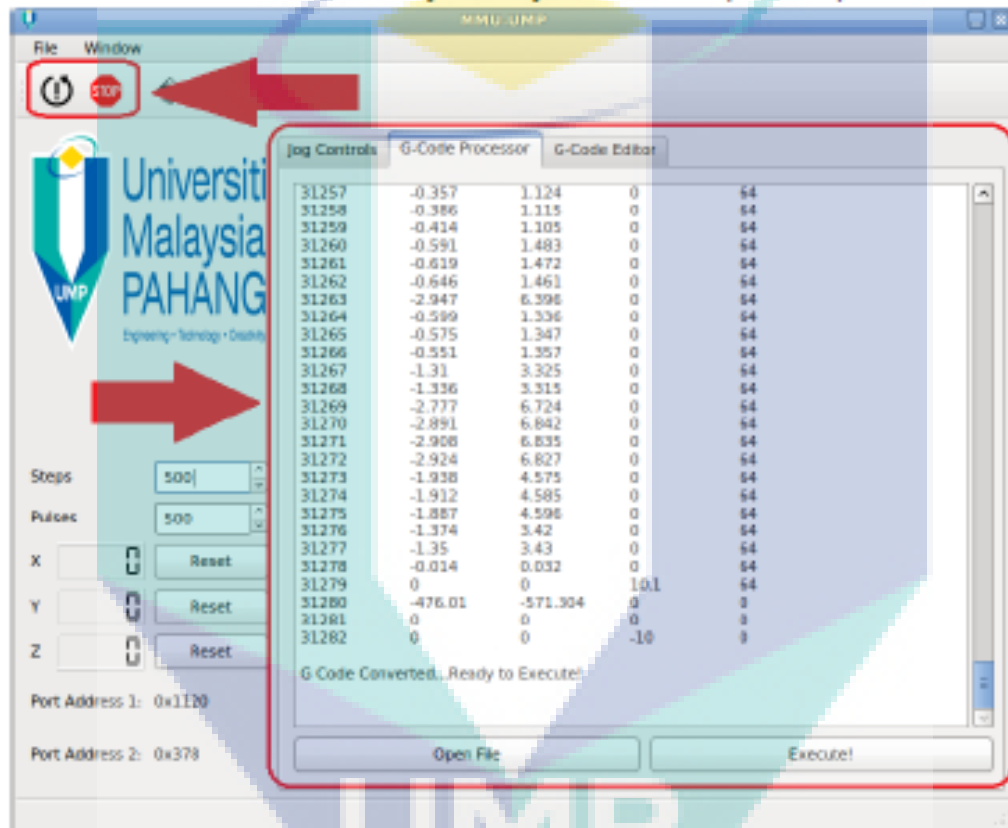 MMU:UMP
File Window
STOP
Universiti
Malaysia
PAHANG
Engineering • Technology • Creativity
UMP
Jog Controls G-Code Processor G-Code Editor
31257 -0.357 1.124 0 64
31258 -0.386 1.115 0 64
31259 -0.414 1.105 0 64
31260 -0.591 1.483 0 64
31261 -0.619 1.472 0 64
31262 -0.646 1.461 0 64
31263 -2.947 6.396 0 64
31264 -0.599 1.336 0 64
31265 -0.575 1.347 0 64
31266 -0.551 1.357 0 64
31267 -1.31 3.325 0 64
31268 -1.336 3.315 0 64
31269 -2.777 6.724 0 64
31270 -2.891 6.842 0 64
31271 -2.908 6.835 0 64
31272 -2.924 6.827 0 64
31273 -1.938 4.575 0 64
31274 -1.912 4.585 0 64
31275 -1.887 4.596 0 64
31276 -1.374 3.42 0 64
31277 -1.35 3.43 0 64
31278 -0.014 0.032 0 64
31279 0 0 10.1 64
31280 -476.01 -571.304 0 0
31281 0 0 0 0
31282 0 0 -10 0
G Code Converted...Ready to Execute!
Steps 500
Pulses 500
X 0 Reset
Y 0 Reset
Z 0 Reset
Port Address 1: 0x1120
Port Address 2: 0x378
Open File Execute!
UMP